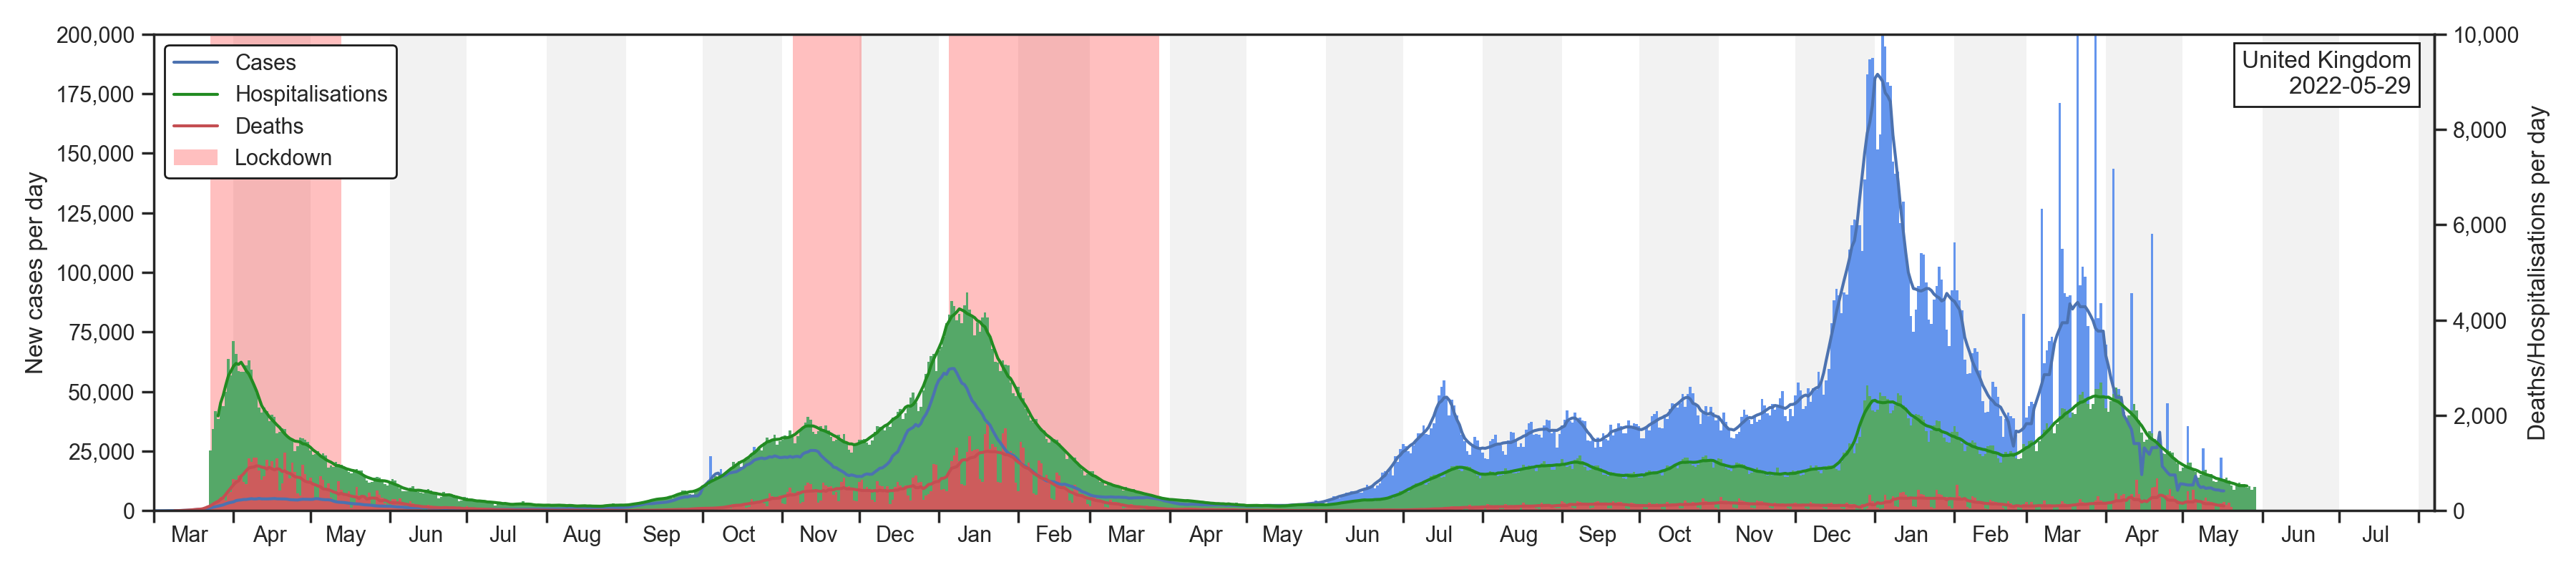 200,000
175,000
150,000
125,000
100,000
75,000
50,000
25,000
0
New cases per day
Cases
Hospitalisations
Deaths
Lockdown
United Kingdom
2022-05-29
10,000
8,000
6,000
4,000
2,000
0
Deaths/Hospitalisations per day
Mar Apr May Jun Jul Aug Sep Oct Nov Dec Jan Feb Mar Apr May Jun Jul Aug Sep Oct Nov Dec Jan Feb Mar Apr May Jun Jul